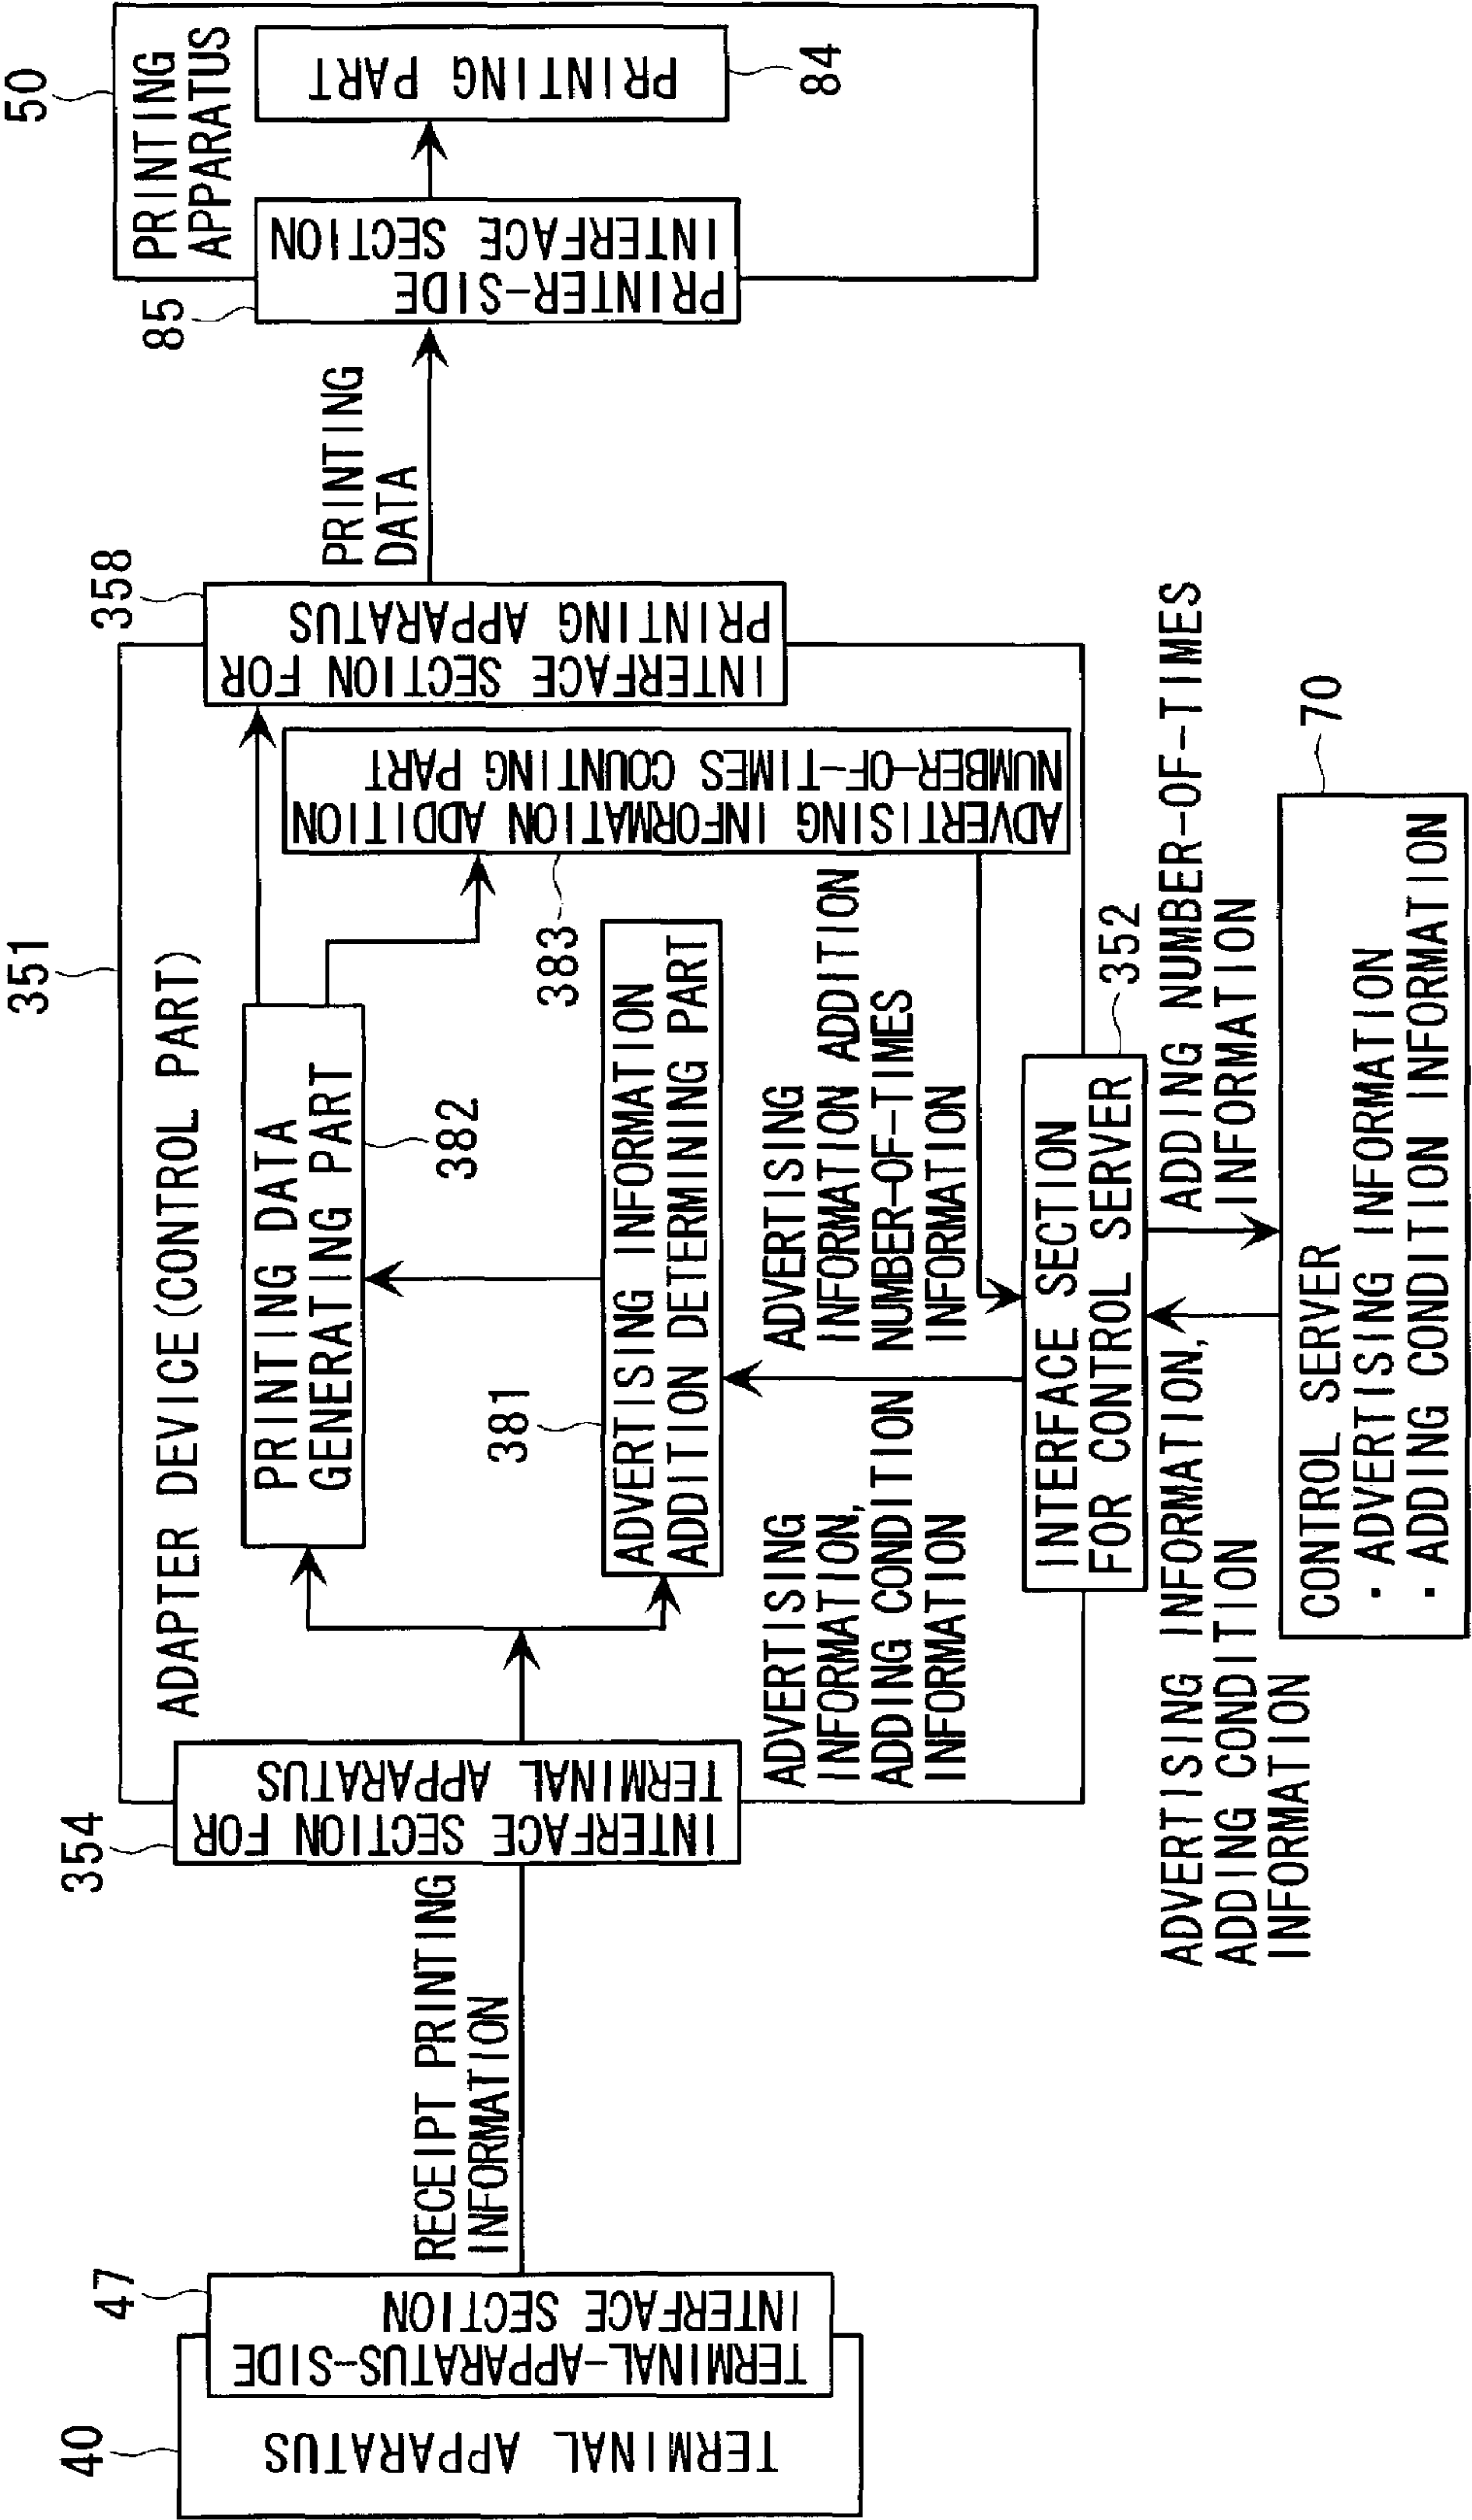 40
TERMINAL APPARATUS
47
TERMINAL-APPARATUS-SIDE
INTERFACE SECTION
RECEIPT PRINTING
INFORMATION
354
INTERFACE SECTION FOR
TERMINAL APPARATUS
351
ADAPTER DEVICE(CONTROL PART)
PRINTING DATA
GENERATING PART
382
381
ADVERTISING INFORMATION
ADDITION DETERMINING PART
383
ADVERTISING INFORMATION ADDITION
NUMBER-OF-TIMES COUNTING PART
ADVERTISING
INFORMATION,
ADDING CONDITION
INFORMATION
ADVERTISING
INFORMATION ADDITION
NUMBER-OF-TIMES
INFORMATION
INTERFACE SECTION
FOR CONTROL SERVER
352
ADVERTISING INFORMATION,
ADDING CONDITION
INFORMATION
ADDING NUMBER-OF-TIMES
INFORMATION
70
CONTROL SERVER
・ADVERTISING INFORMATION
・ADDING CONDITION INFORMATION
358
INTERFACE SECTION FOR
PRINTING APPARATUS
PRINTING
DATA
50
PRINTING
APPARATUS
85
PRINTER-SIDE
INTERFACE SECTION
PRINTING PART
84